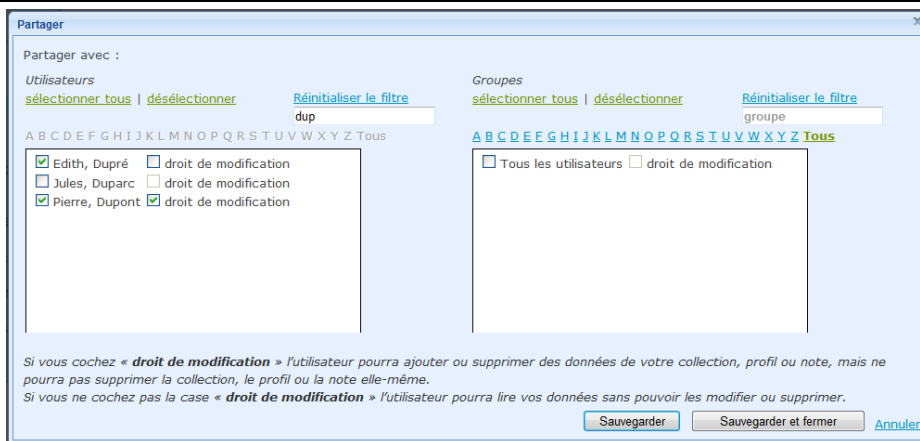 Partager
Partager avec :
Utilisateurs
sélectionner tous | désélectionner
Réinitialiser le filtre
dup
A B C D E F G H I J K L M N O P Q R S T U V W X Y Z Tous
Edith, Dupré droit de modification
Jules, Duparc droit de modification
Pierre, Dupont droit de modification
Groupes
sélectionner tous | désélectionner
Réinitialiser le filtre
groupe
A B C D E F G H I J K L M N O P Q R S T U V W X Y Z Tous
Tous les utilisateurs droit de modification
Si vous cochez « droit de modification » l'utilisateur pourra ajouter ou supprimer des données de votre collection, profil ou note, mais ne
pourra pas supprimer la collection, le profil ou la note elle-même.
Si vous ne cochez pas la case « droit de modification » l'utilisateur pourra lire vos données sans pouvoir les modifier ou supprimer.
Sauvegarder Sauvegarder et fermer Annuler